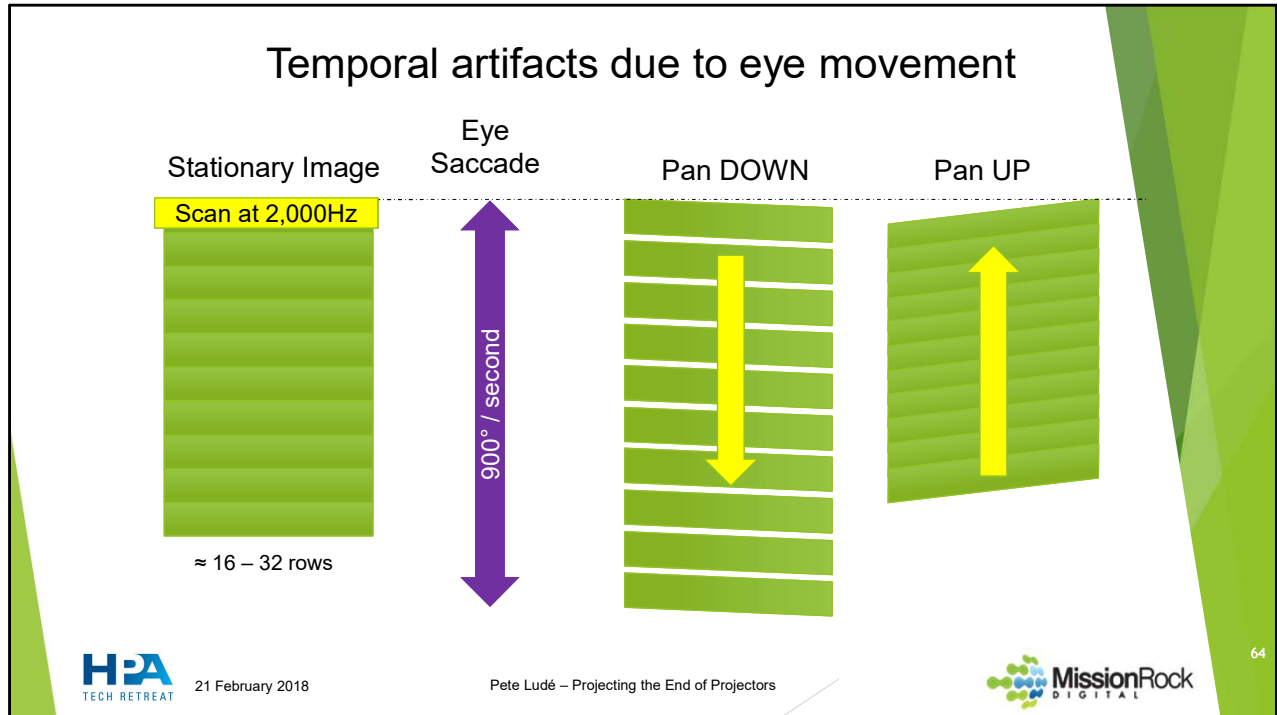 Temporal artifacts due to eye movement
Stationary Image
Scan at 2,000Hz
≈ 16 – 32 rows
Eye
Saccade
900° / second
Pan DOWN
Pan UP
HPA
TECH RETREAT
21 February 2018
Pete Ludé – Projecting the End of Projectors
MissionRock
DIGITAL
64